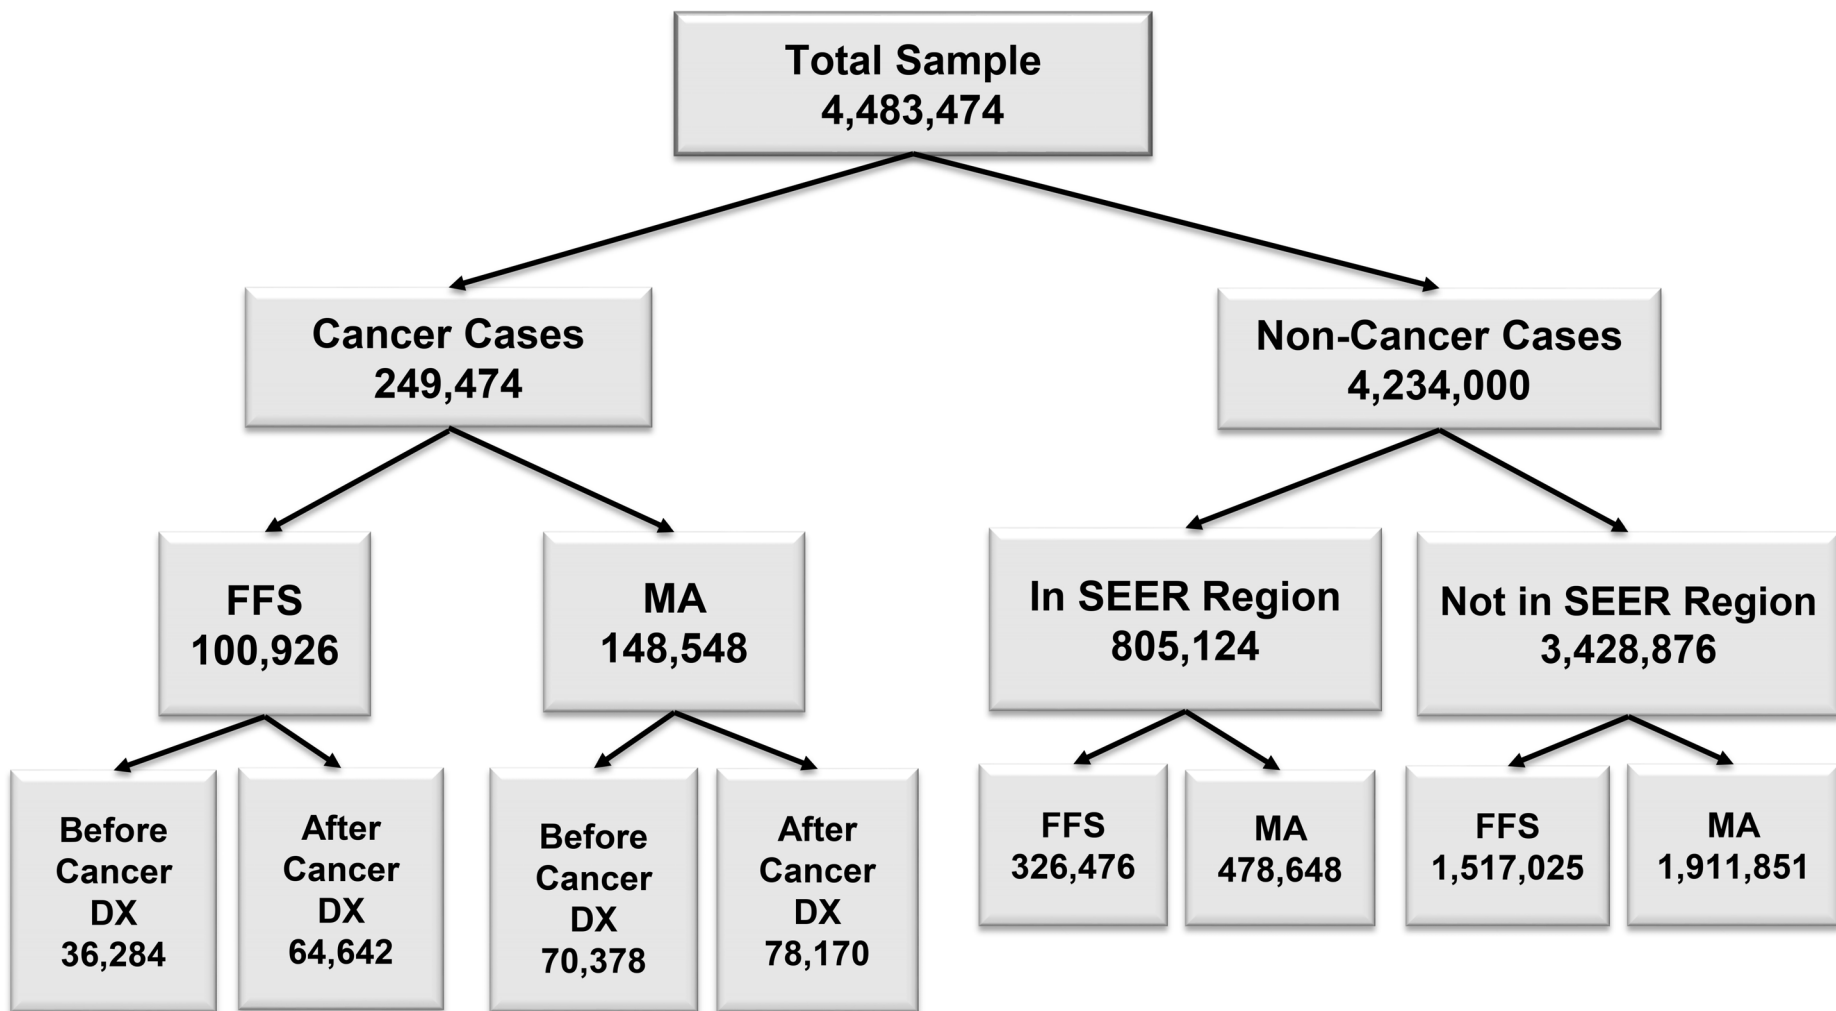 Total Sample
4,483,474
Cancer Cases
249,474
Non-Cancer Cases
4,234,000
FFS
100,926
MA
148,548
In SEER Region
805,124
Not in SEER Region
3,428,876
Before
Cancer
DX
36,284
After
Cancer
DX
64,642
Before
Cancer
DX
70,378
After
Cancer
DX
78,170
FFS
326,476
MA
478,648
FFS
1,517,025
MA
1,911,851